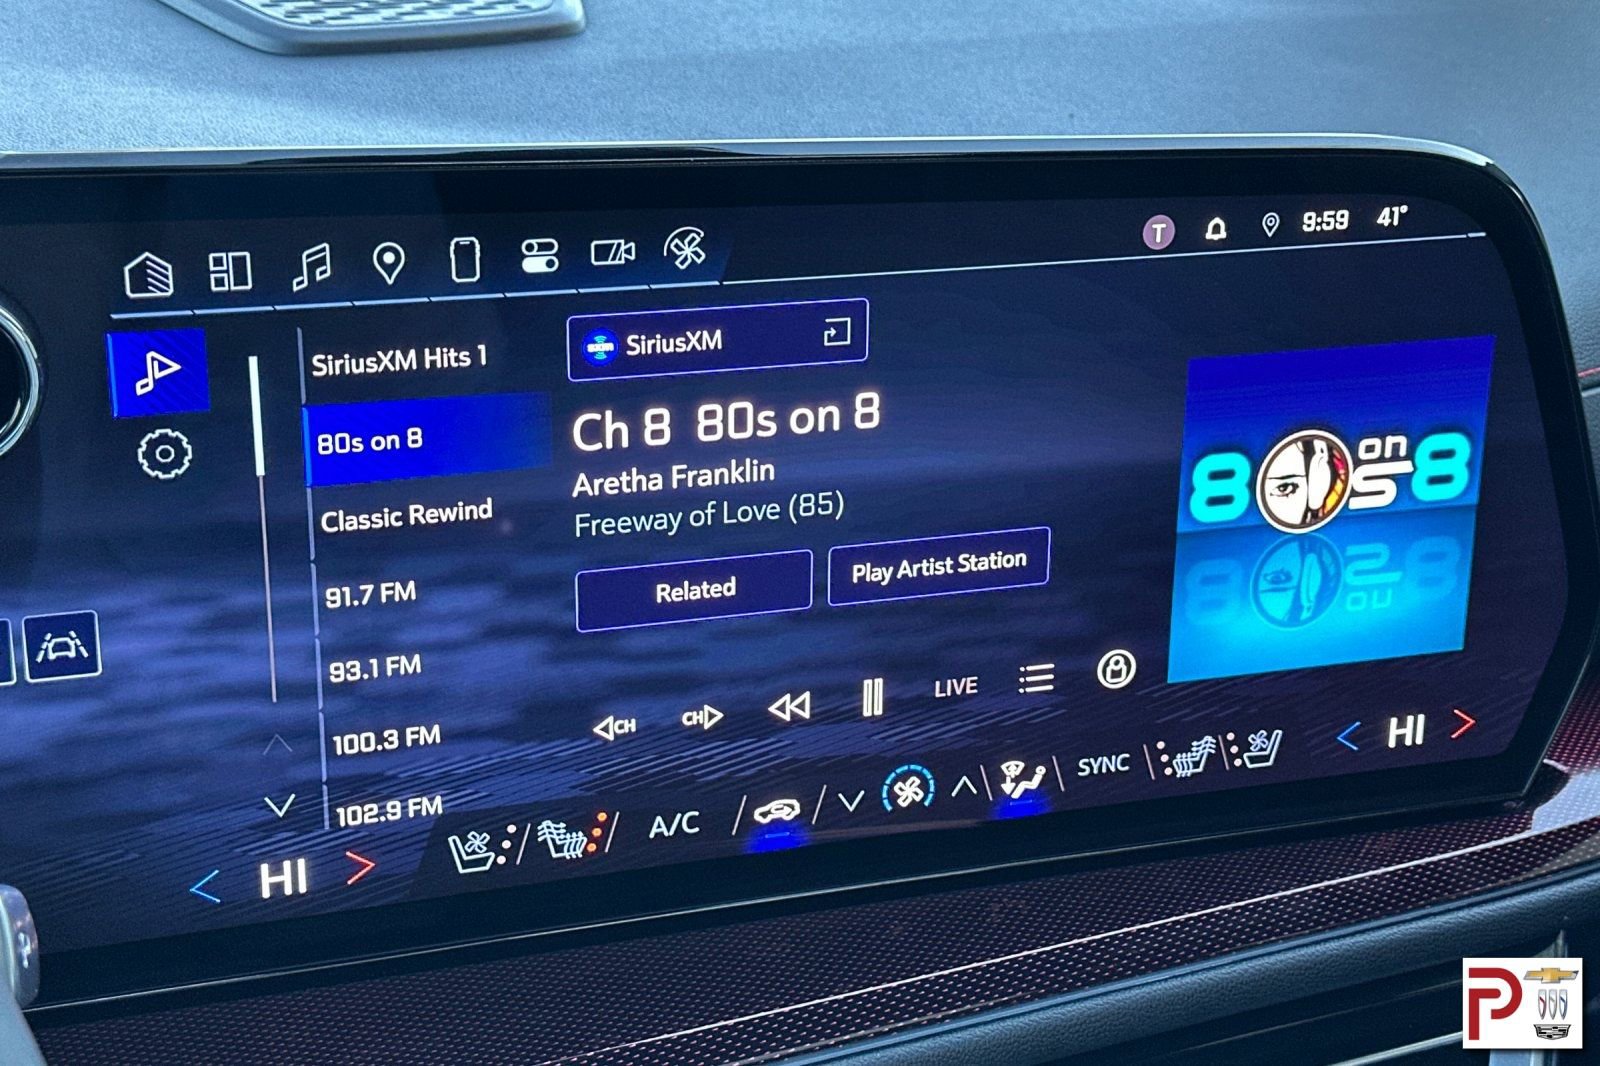 T 9:59 41°
SiriusXM Hits 1
80s on 8
Classic Rewind
91.7 FM
93.1 FM
100.3 FM
102.9 FM
SXM SiriusXM
Ch 8 80s on 8
Aretha Franklin
Freeway of Love (85)
Related
Play Artist Station
CH
CH
LIVE
80s on 8
HI
A/C
SYNC
HI
P